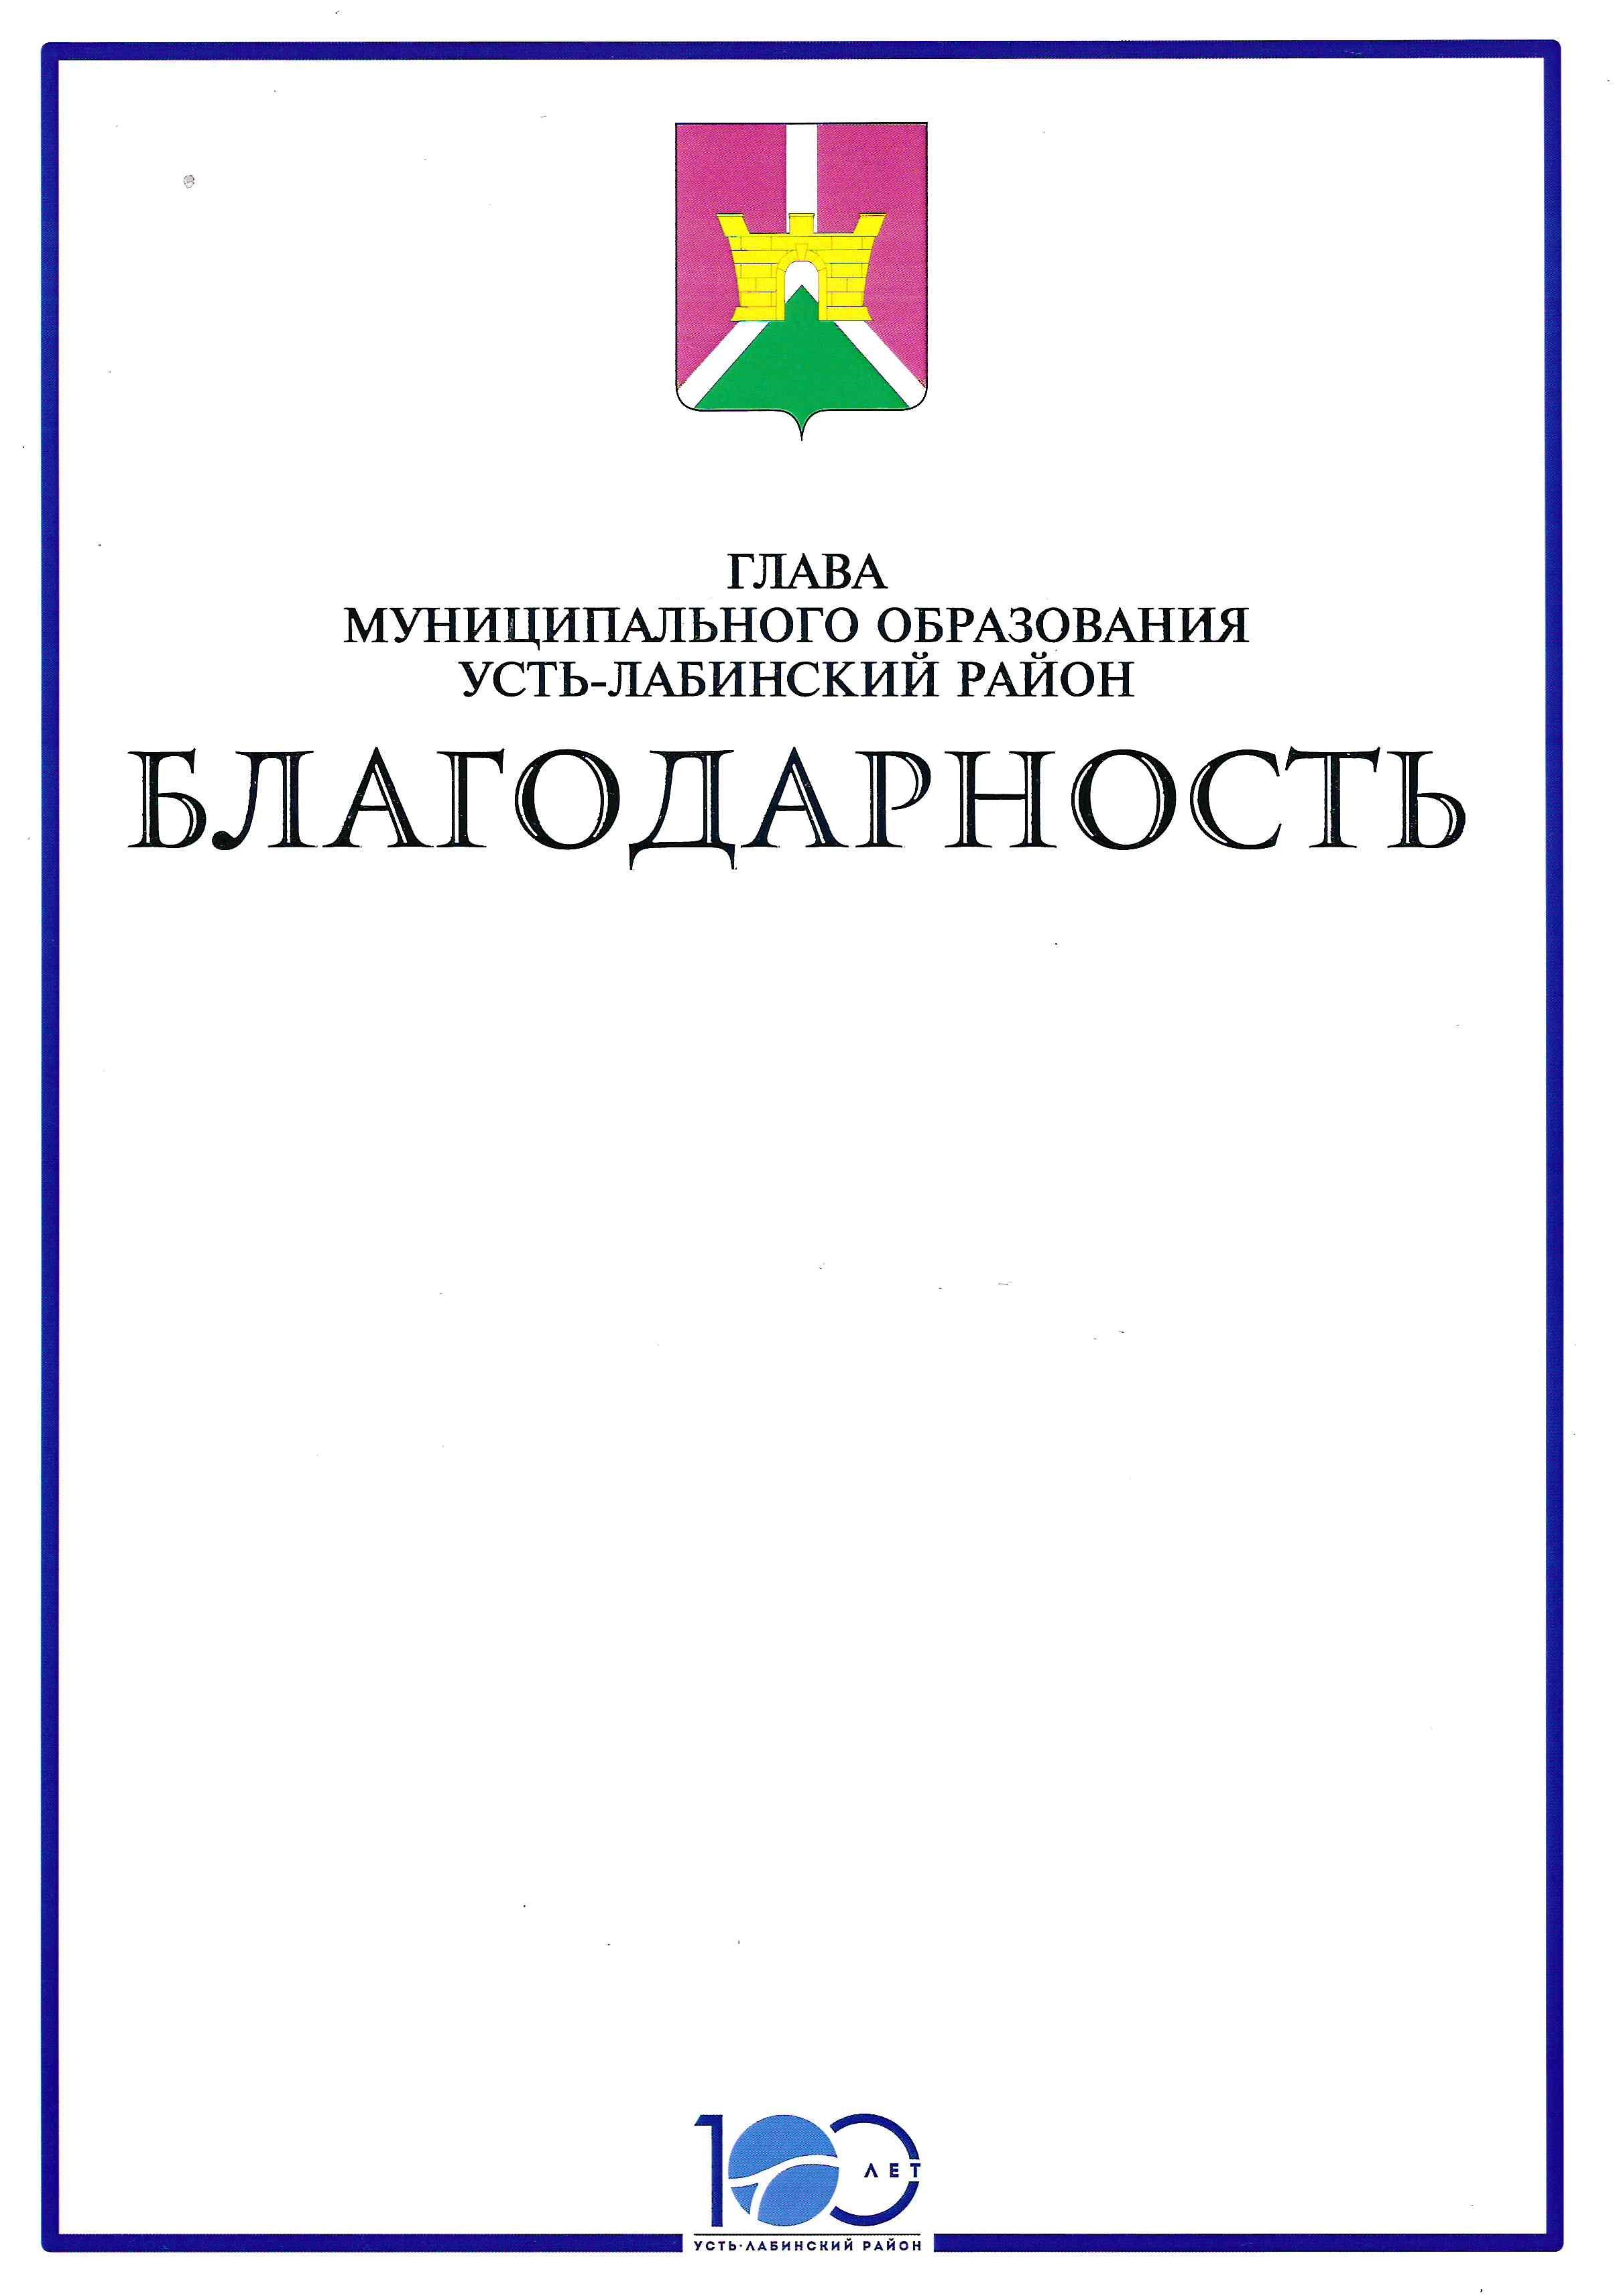 ГЛАВА
МУНИЦИПАЛЬНОГО ОБРАЗОВАНИЯ
УСТЬ-ЛАБИНСКИЙ РАЙОН
БЛАГОДАРНОСТЬ
100 ЛЕТ
УСТЬ-ЛАБИНСКИЙ РАЙОН